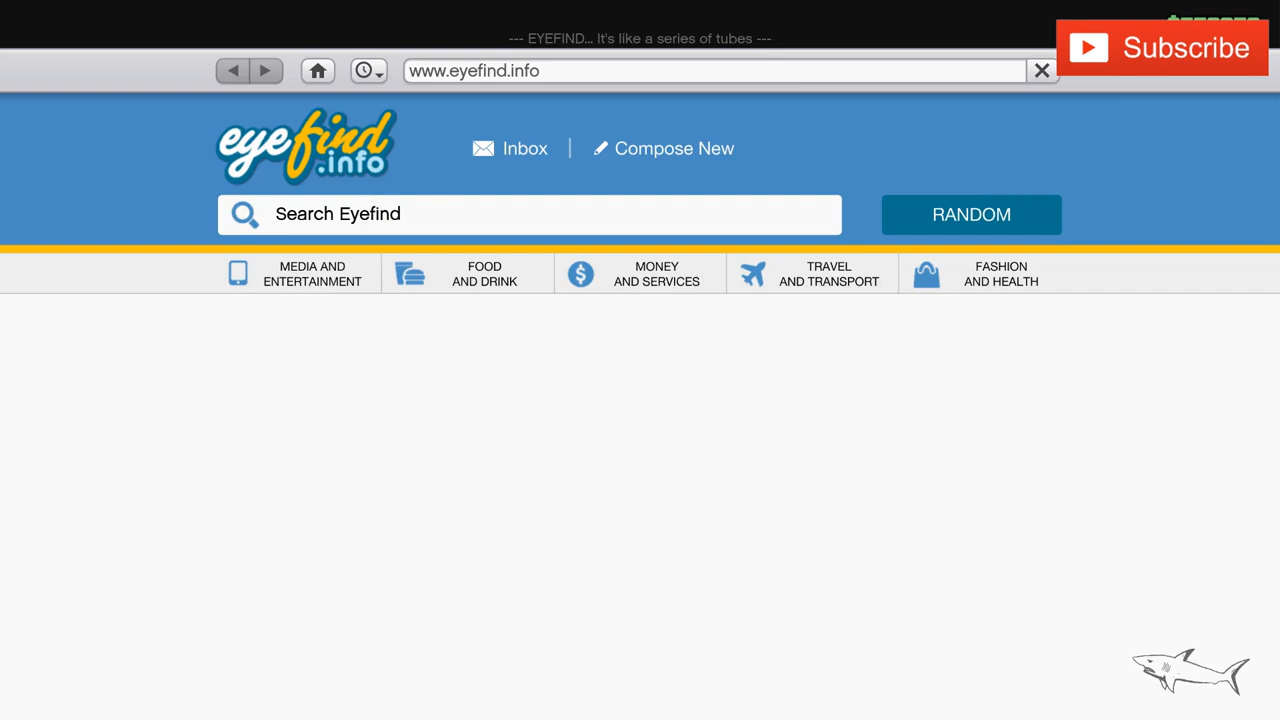 --- EYEFIND... It's like a series of tubes ---
Subscribe
www.eyefind.info
eyefind
.info
Inbox
Compose New
Search Eyefind
RANDOM
MEDIA AND
ENTERTAINMENT
FOOD
AND DRINK
MONEY
AND SERVICES
TRAVEL
AND TRANSPORT
FASHION
AND HEALTH